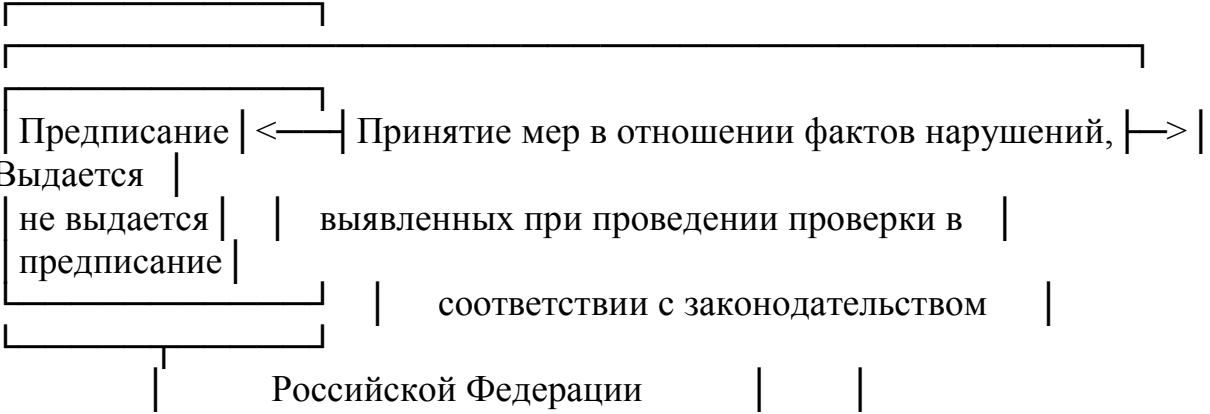 │Предписание│<──┤Принятие мер в отношении фактов нарушений,├─>│
Выдается │
│не выдается│ │ выявленных при проведении проверки в │
│предписание│
│ соответствии с законодательством │
│ Российской Федерации │ │